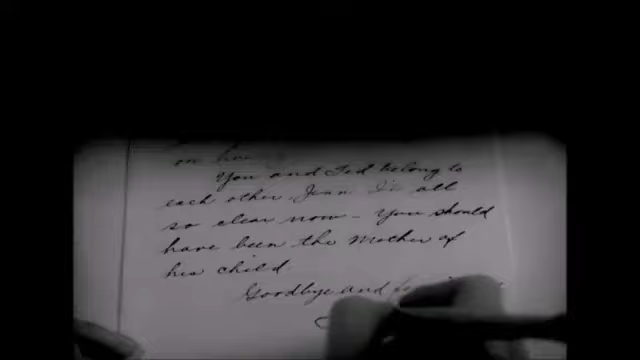 You and Ted belong to
each other, Jean It's all
so clear now - You should
have been the Mother of
his child.
Goodbye and